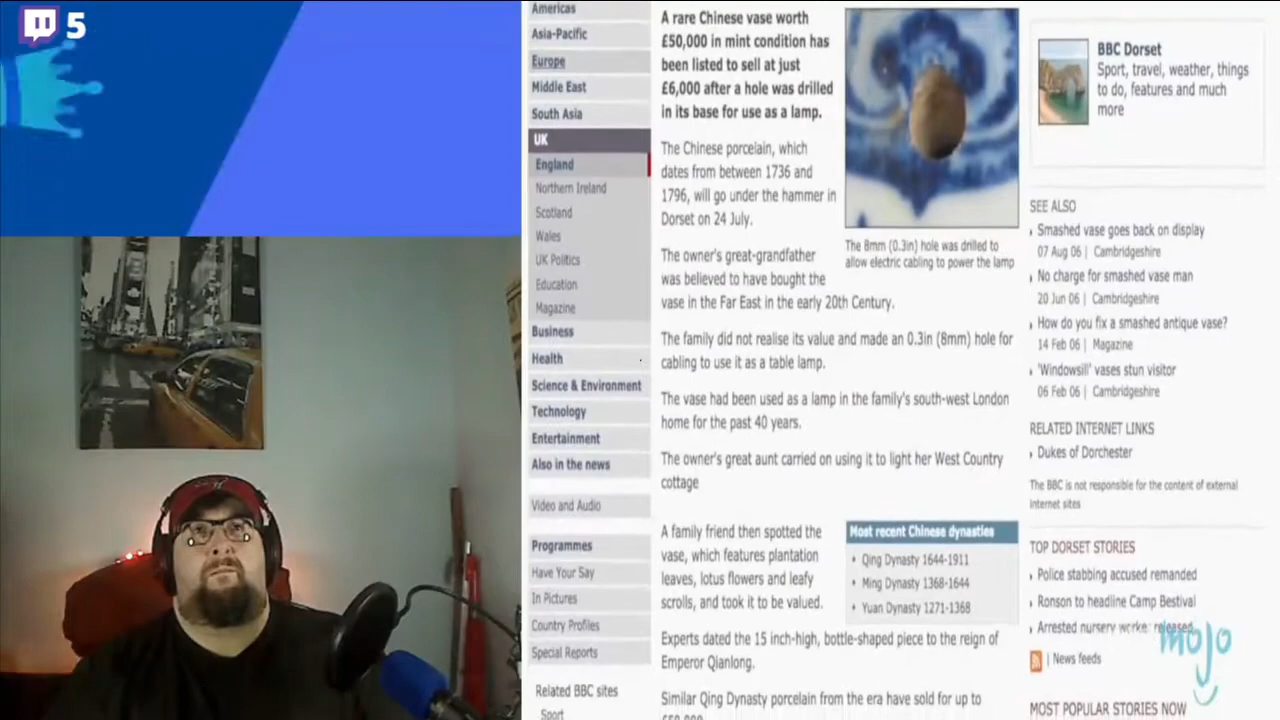 5
Americas
Asia-Pacific
Europe
Middle East
South Asia
UK
England
Northern Ireland
Scotland
Wales
UK Politics
Education
Magazine
Business
Health
Science & Environment
Technology
Entertainment
Also in the news
Video and Audio
Programmes
Have Your Say
In Pictures
Country Profiles
Special Reports
Related BBC sites
Sport
A rare Chinese vase worth
£50,000 in mint condition has
been listed to sell at just
£6,000 after a hole was drilled
in its base for use as a lamp.
The Chinese porcelain, which
dates from between 1736 and
1796, will go under the hammer in
Dorset on 24 July.
The owner's great-grandfather
was believed to have bought the
vase in the Far East in the early 20th Century.
The family did not realise its value and made an 0.3in (8mm) hole for
cabling to use it as a table lamp.
The vase had been used as a lamp in the family's south-west London
home for the past 40 years.
The owner's great aunt carried on using it to light her West Country
cottage
A family friend then spotted the
vase, which features plantation
leaves, lotus flowers and leafy
scrolls, and took it to be valued.
Experts dated the 15 inch-high, bottle-shaped piece to the reign of
Emperor Qianlong.
Similar Qing Dynasty porcelain from the era have sold for up to
£50,000.
The 8mm (0.3in) hole was drilled to
allow electric cabling to power the lamp
Most recent Chinese dynasties
Qing Dynasty 1644-1911
Ming Dynasty 1368-1644
Yuan Dynasty 1271-1368
BBC Dorset
Sport, travel, weather, things
to do, features and much
more
SEE ALSO
Smashed vase goes back on display
07 Aug 06 | Cambridgeshire
No charge for smashed vase man
20 Jun 06 | Cambridgeshire
How do you fix a smashed antique vase?
14 Feb 06 | Magazine
'Windowsill' vases stun visitor
06 Feb 06 | Cambridgeshire
RELATED INTERNET LINKS
Dukes of Dorchester
The BBC is not responsible for the content of external
internet sites
TOP DORSET STORIES
Police stabbing accused remanded
Ronson to headline Camp Bestival
Arrested nursery worker released
mojo
News feeds
MOST POPULAR STORIES NOW